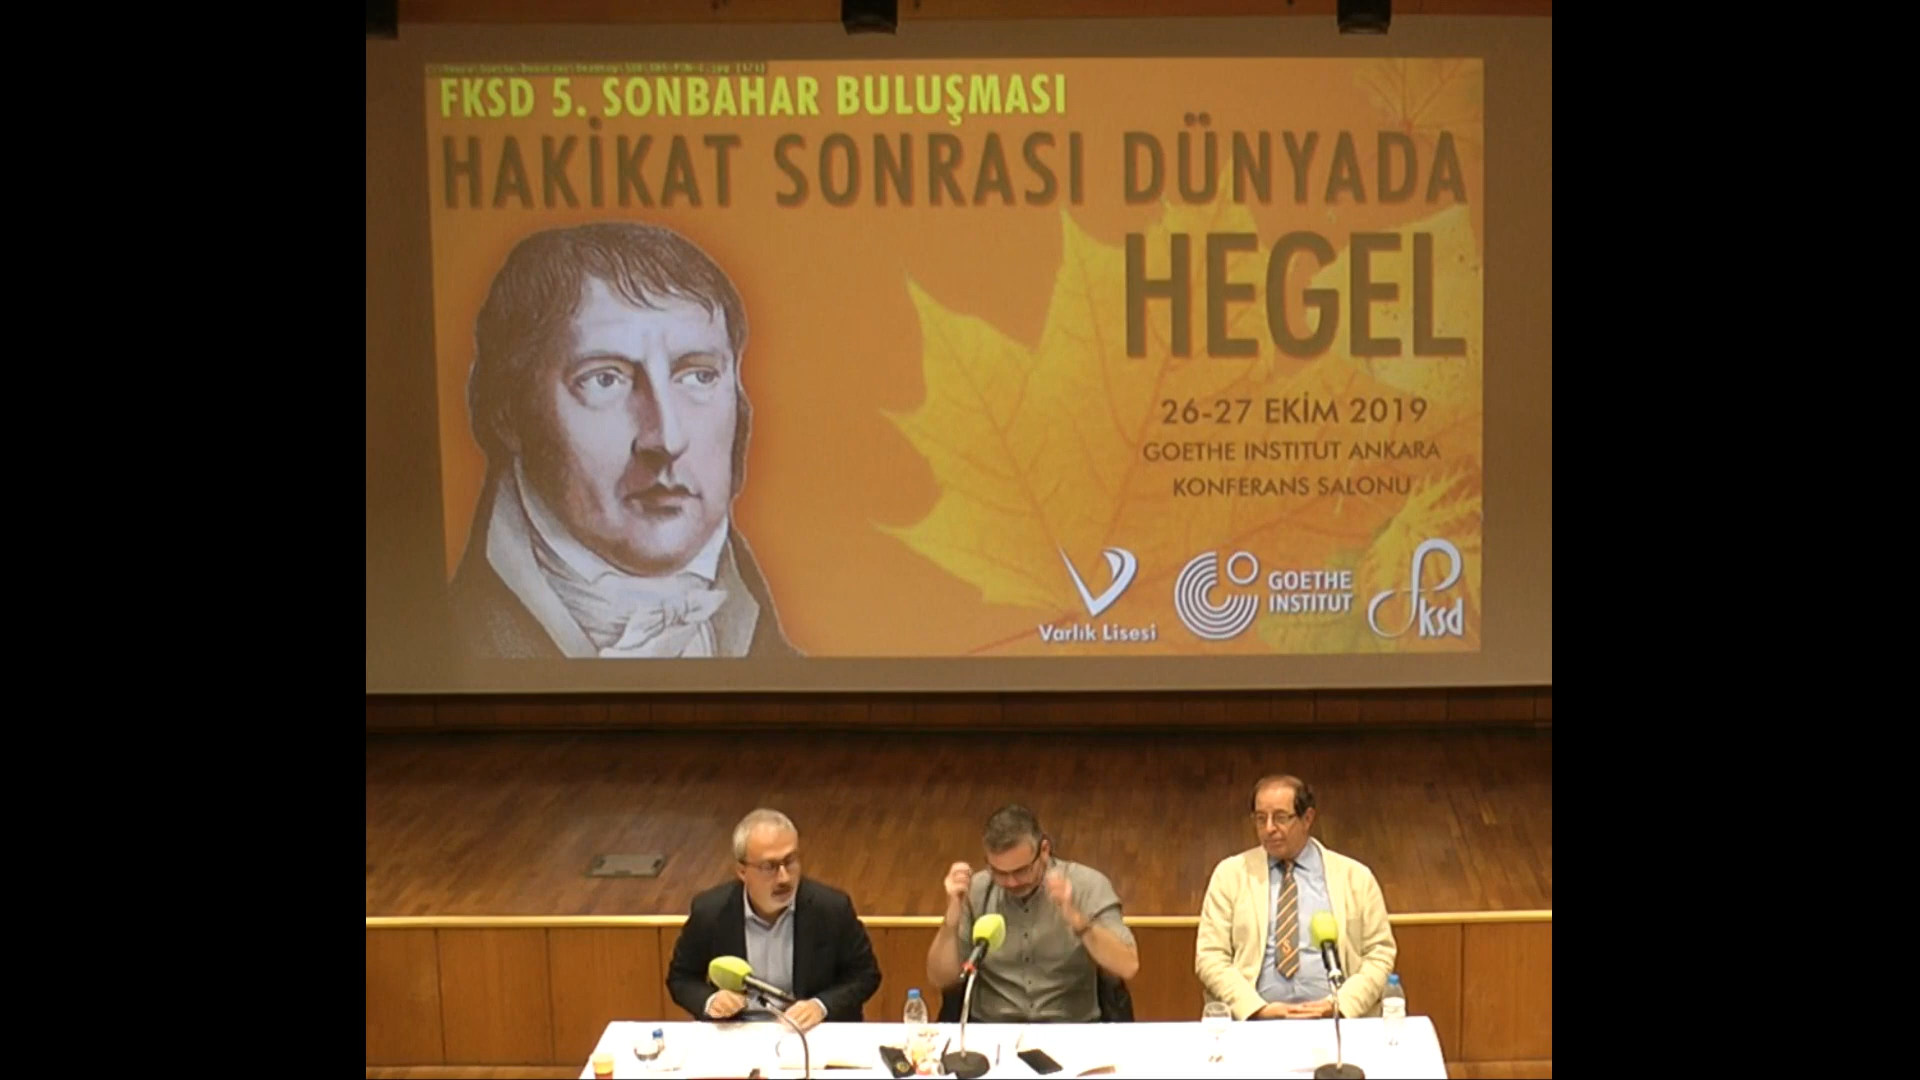 FKSD 5. SONBAHAR BULUŞMASI
HAKİKAT SONRASI DÜNYADA
HEGEL
26-27 EKİM 2019
GOETHE INSTITUT ANKARA
KONFERANS SALONU
Varlık Lisesi
GOETHE
INSTITUT
fksd